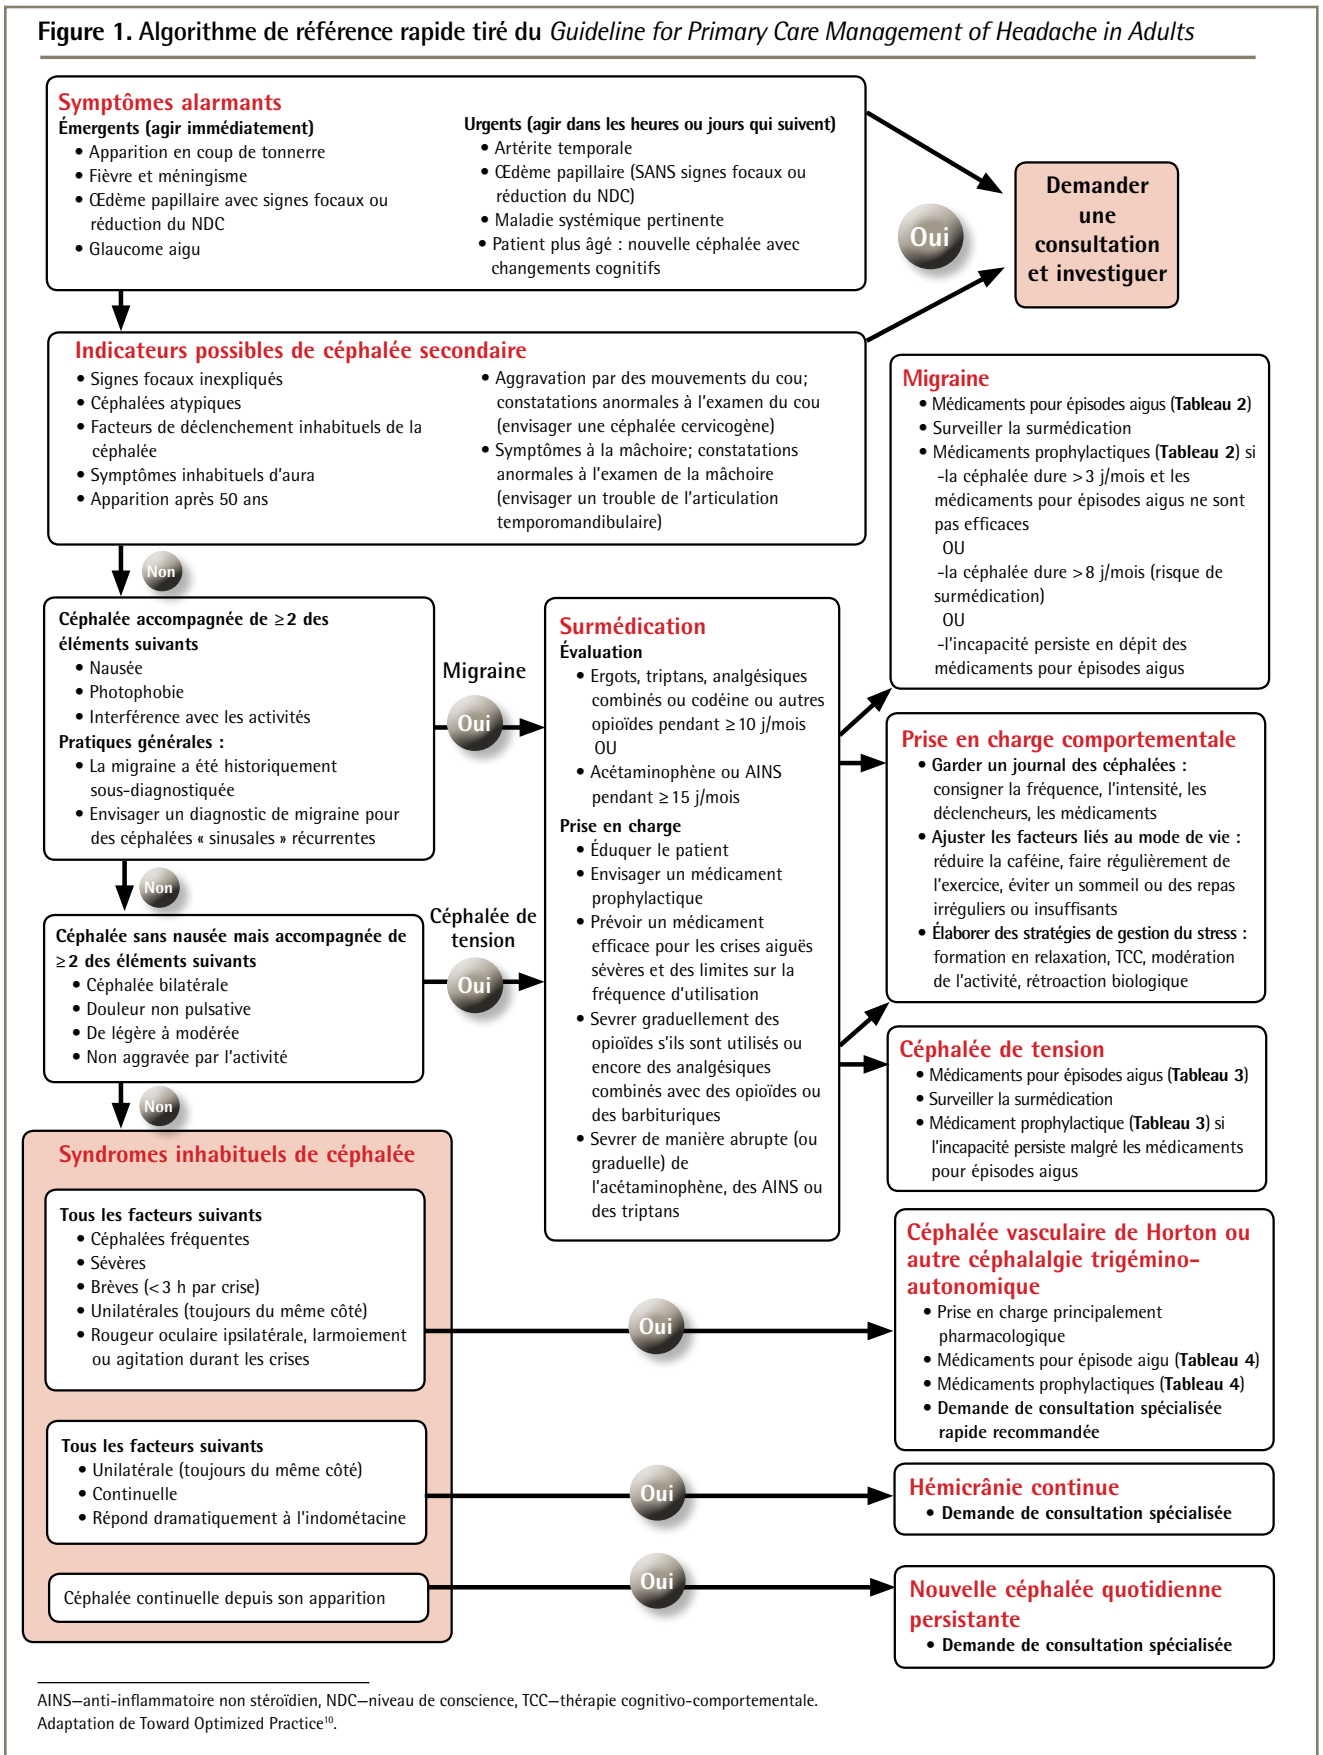 Figure 1. Algorithme de référence rapide tiré du Guideline for Primary Care Management of Headache in Adults
Symptômes alarmants
Émergents (agir immédiatement)
• Apparition en coup de tonnerre
• Fièvre et méningisme
• Œdème papillaire avec signes focaux ou
réduction du NDC
• Glaucome aigu
Urgents (agir dans les heures ou jours qui suivent)
• Artérite temporale
• Œdème papillaire (SANS signes focaux ou
réduction du NDC)
• Maladie systémique pertinente
• Patient plus âgé : nouvelle céphalée avec
changements cognitifs
Oui
Demander
une
consultation
et investiguer
Indicateurs possibles de céphalée secondaire
• Signes focaux inexpliqués
• Céphalées atypiques
• Facteurs de déclenchement inhabituels de la
céphalée
• Symptômes inhabituels d'aura
• Apparition après 50 ans
• Aggravation par des mouvements du cou;
constatations anormales à l'examen du cou
(envisager une céphalée cervicogène)
• Symptômes à la mâchoire; constatations
anormales à l'examen de la mâchoire
(envisager un trouble de l'articulation
temporomandibulaire)
Non
Céphalée accompagnée de ≥2 des
éléments suivants
• Nausée
• Photophobie
• Interférence avec les activités
Pratiques générales :
• La migraine a été historiquement
sous-diagnostiquée
• Envisager un diagnostic de migraine pour
des céphalées « sinusales » récurrentes
Migraine
Oui
Non
Céphalée sans nausée mais accompagnée de
≥2 des éléments suivants
• Céphalée bilatérale
• Douleur non pulsative
• De légère à modérée
• Non aggravée par l'activité
Céphalée de
tension
Oui
Non
Surmédication
Évaluation
• Ergots, triptans, analgésiques
combinés ou codéine ou autres
opioïdes pendant ≥10 j/mois
OU
• Acétaminophène ou AINS
pendant ≥15 j/mois
Prise en charge
• Éduquer le patient
• Envisager un médicament
prophylactique
• Prévoir un médicament
efficace pour les crises aiguës
sévères et des limites sur la
fréquence d'utilisation
• Sevrer graduellement des
opioïdes s'ils sont utilisés ou
encore des analgésiques
combinés avec des opioïdes ou
des barbituriques
• Sevrer de manière abrupte (ou
graduelle) de
l'acétaminophène, des AINS ou
des triptans
Migraine
• Médicaments pour épisodes aigus (Tableau 2)
• Surveiller la surmédication
• Médicaments prophylactiques (Tableau 2) si
-la céphalée dure >3 j/mois et les
médicaments pour épisodes aigus ne sont
pas efficaces
OU
-la céphalée dure >8 j/mois (risque de
surmédication)
OU
-l'incapacité persiste en dépit des
médicaments pour épisodes aigus
Prise en charge comportementale
• Garder un journal des céphalées :
consigner la fréquence, l'intensité, les
déclencheurs, les médicaments
• Ajuster les facteurs liés au mode de vie :
réduire la caféine, faire régulièrement de
l'exercice, éviter un sommeil ou des repas
irréguliers ou insuffisants
• Élaborer des stratégies de gestion du stress :
formation en relaxation, TCC, modération
de l'activité, rétroaction biologique
Céphalée de tension
• Médicaments pour épisodes aigus (Tableau 3)
• Surveiller la surmédication
• Médicament prophylactique (Tableau 3) si
l'incapacité persiste malgré les médicaments
pour épisodes aigus
Syndromes inhabituels de céphalée
Tous les facteurs suivants
• Céphalées fréquentes
• Sévères
• Brèves (<3 h par crise)
• Unilatérales (toujours du même côté)
• Rougeur oculaire ipsilatérale, larmoiement
ou agitation durant les crises
Oui
Céphalée vasculaire de Horton ou
autre céphalalgie trigémino-
autonomique
• Prise en charge principalement
pharmacologique
• Médicaments pour épisode aigu (Tableau 4)
• Médicaments prophylactiques (Tableau 4)
• Demande de consultation spécialisée
rapide recommandée
Tous les facteurs suivants
• Unilatérale (toujours du même côté)
• Continuelle
• Répond dramatiquement à l'indométacine
Oui
Hémicrânie continue
• Demande de consultation spécialisée
Céphalée continuelle depuis son apparition
Oui
Nouvelle céphalée quotidienne
persistante
• Demande de consultation spécialisée
AINS—anti-inflammatoire non stéroïdien, NDC—niveau de conscience, TCC—thérapie cognitivo-comportementale.
Adaptation de Toward Optimized Practice¹⁰.